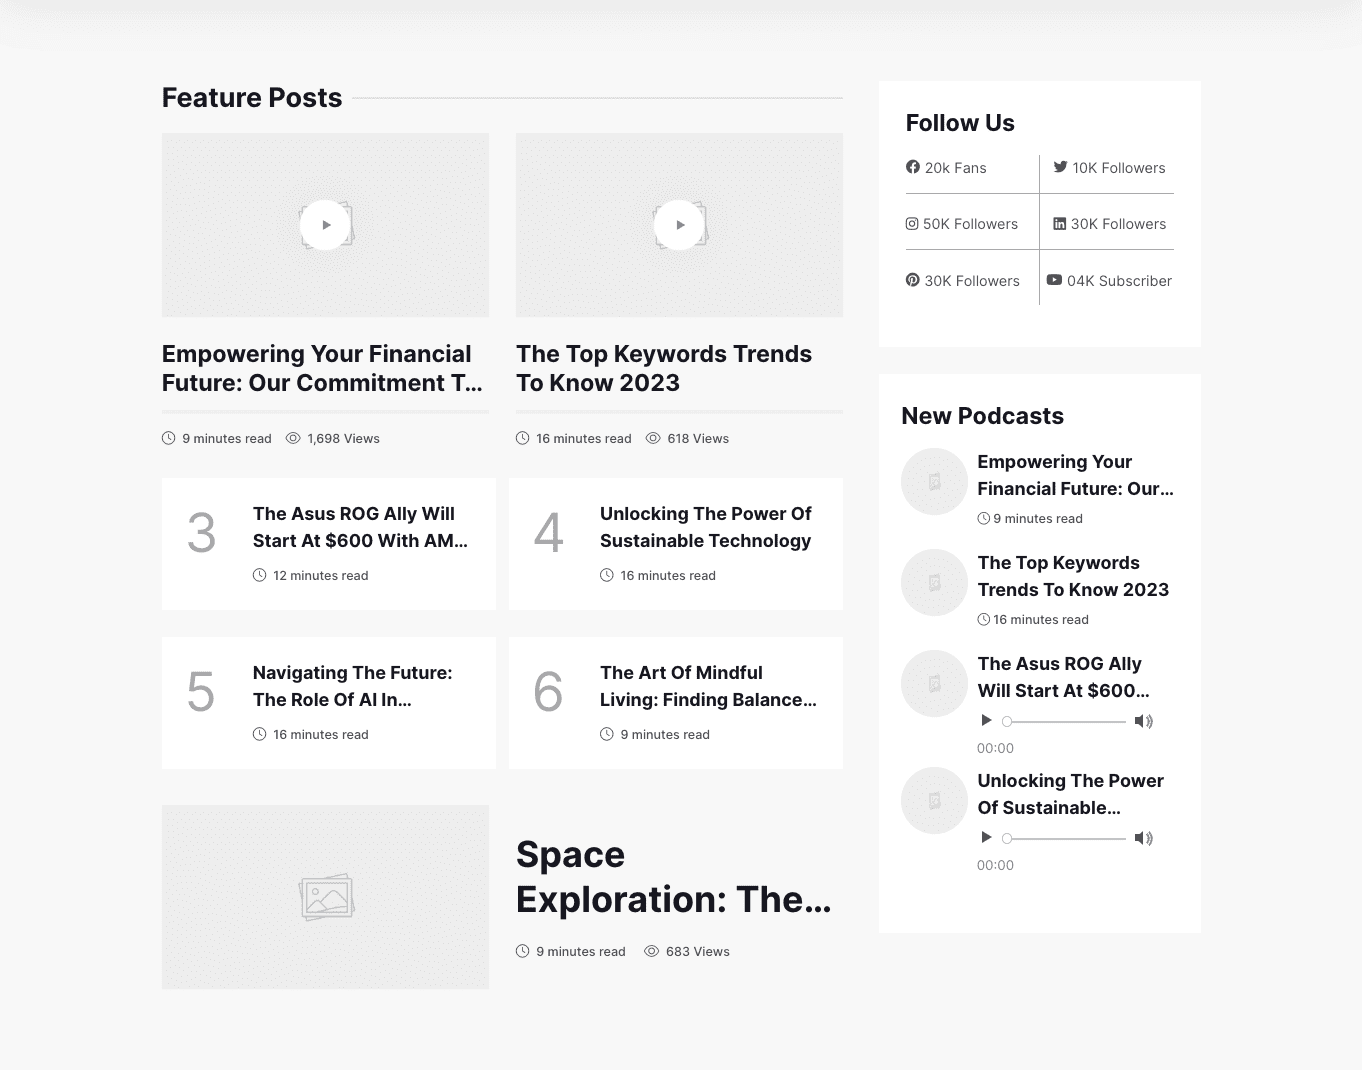 Feature Posts
Empowering Your Financial
Future: Our Commitment T...
9 minutes read 1,698 Views
The Top Keywords Trends
To Know 2023
16 minutes read 618 Views
3
The Asus ROG Ally Will
Start At $600 With AM...
12 minutes read
4
Unlocking The Power Of
Sustainable Technology
16 minutes read
5
Navigating The Future:
The Role Of AI In...
16 minutes read
6
The Art Of Mindful
Living: Finding Balance...
9 minutes read
Space
Exploration: The...
9 minutes read 683 Views
Follow Us
20k Fans
10K Followers
50K Followers
30K Followers
30K Followers
04K Subscriber
New Podcasts
Empowering Your
Financial Future: Our...
9 minutes read
The Top Keywords
Trends To Know 2023
16 minutes read
The Asus ROG Ally
Will Start At $600...
00:00
Unlocking The Power
Of Sustainable...
00:00